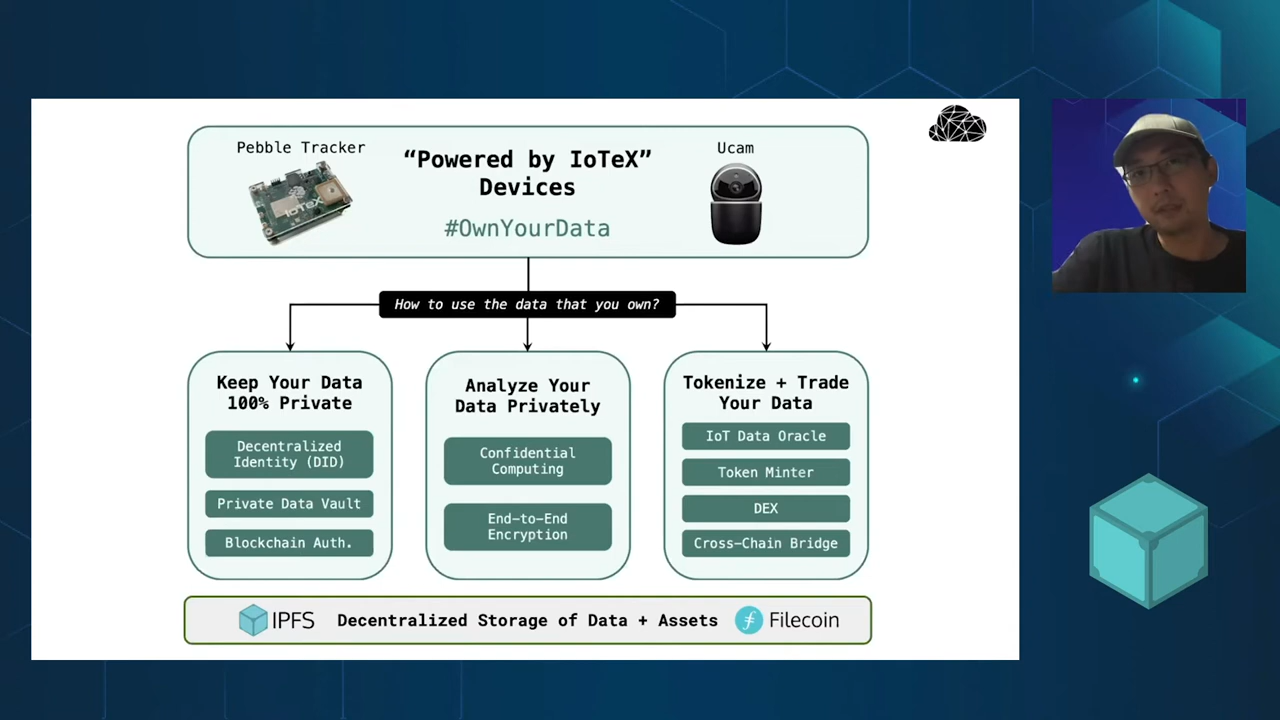 Pebble Tracker
“Powered by IoTeX”
Devices
#OwnYourData
Ucam
IoTeX
How to use the data that you own?
Keep Your Data
100% Private
Decentralized
Identity (DID)
Private Data Vault
Blockchain Auth.
Analyze Your
Data Privately
Confidential
Computing
End-to-End
Encryption
Tokenize + Trade
Your Data
IoT Data Oracle
Token Minter
DEX
Cross-Chain Bridge
IPFS
Decentralized Storage of Data + Assets
Filecoin